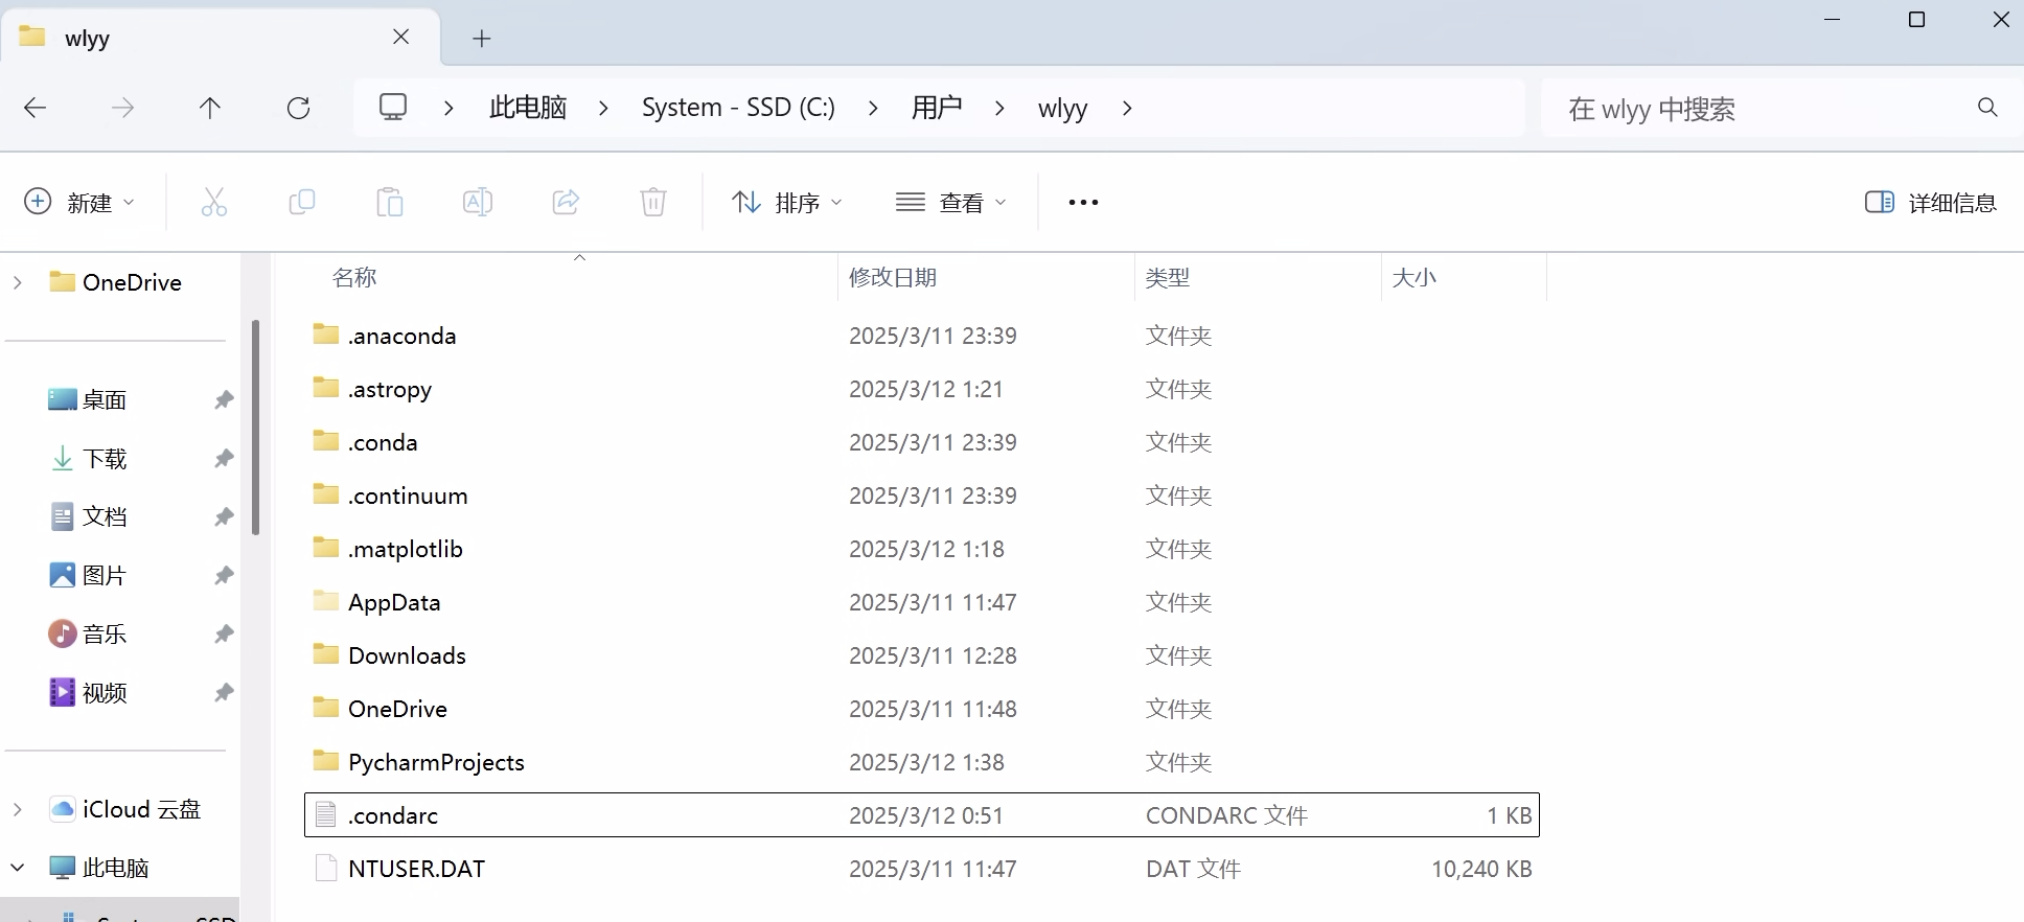 wlyy
此电脑 System - SSD (C:) 用户 wlyy 在 wlyy 中搜索
新建 排序 查看 详细信息
OneDrive
桌面
下载
文档
图片
音乐
视频
iCloud 云盘
此电脑
名称 修改日期 类型 大小
.anaconda 2025/3/11 23:39 文件夹
.astropy 2025/3/12 1:21 文件夹
.conda 2025/3/11 23:39 文件夹
.continuum 2025/3/11 23:39 文件夹
.matplotlib 2025/3/12 1:18 文件夹
AppData 2025/3/11 11:47 文件夹
Downloads 2025/3/11 12:28 文件夹
OneDrive 2025/3/11 11:48 文件夹
PycharmProjects 2025/3/12 1:38 文件夹
.condarc 2025/3/12 0:51 CONDARC 文件 1 KB
NTUSER.DAT 2025/3/11 11:47 DAT 文件 10,240 KB